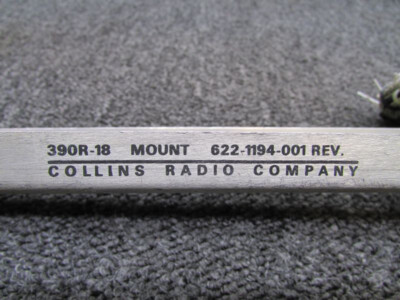 390R-18 MOUNT 622-1194-001 REV.
COLLINS RADIO COMPANY